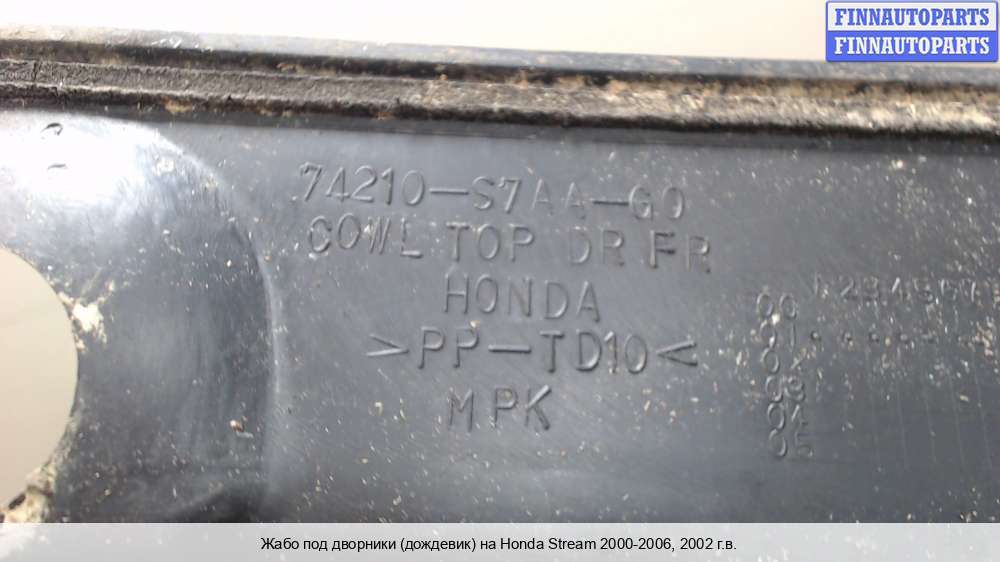 FINNAUTOPARTS
FINNAUTOPARTS
74210-S7AA-G0
COWL TOP DR FR
HONDA
>PP-TD10<
MPK
00
01
02
03
04
05
Жабо под дворники (дождевик) на Honda Stream 2000-2006, 2002 г.в.